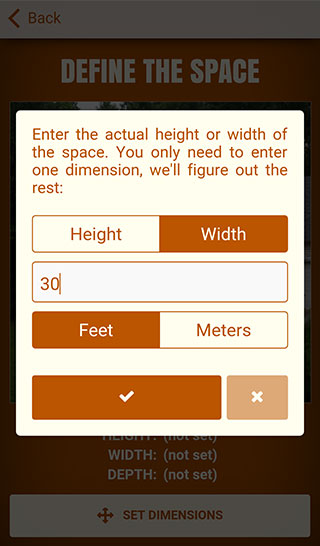 Back
DEFINE THE SPACE
Enter the actual height or width of
the space. You only need to enter
one dimension, we'll figure out the
rest:
Height Width
30
Feet Meters
HEIGHT: (not set)
WIDTH: (not set)
DEPTH: (not set)
SET DIMENSIONS